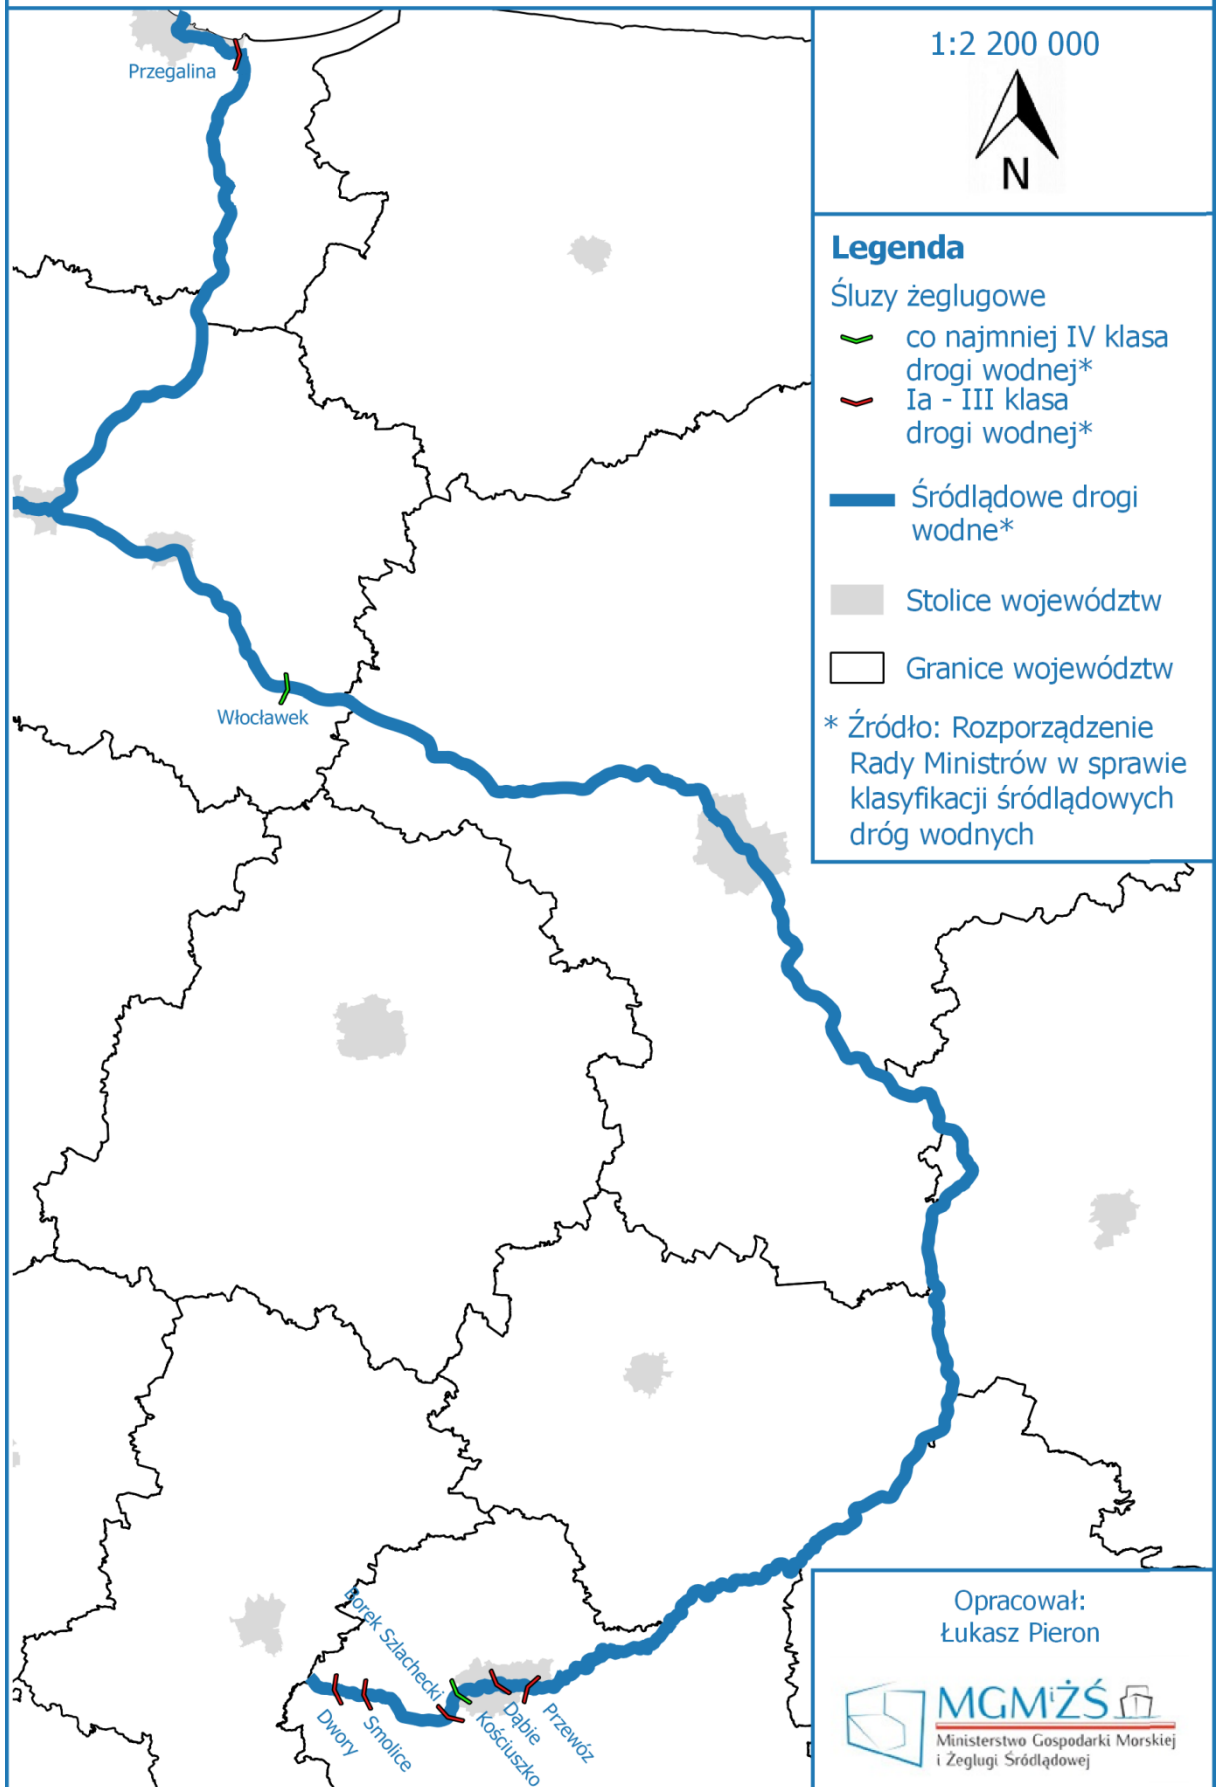 1:2 200 000
N
Legenda
Śluzy żeglugowe
co najmniej IV klasa
drogi wodnej*
Ia - III klasa
drogi wodnej*
Śródlądowe drogi
wodne*
Stolice województw
Granice województw
* Źródło: Rozporządzenie
Rady Ministrów w sprawie
klasyfikacji śródlądowych
dróg wodnych
Przegalina
Włocławek
Borek Szlachecki
Dwory
Smolice
Kościuszko
Dąbie
Przewóz
Opracował:
Łukasz Pieron
MGMiŻŚ
Ministerstwo Gospodarki Morskiej
i Żeglugi Śródlądowej